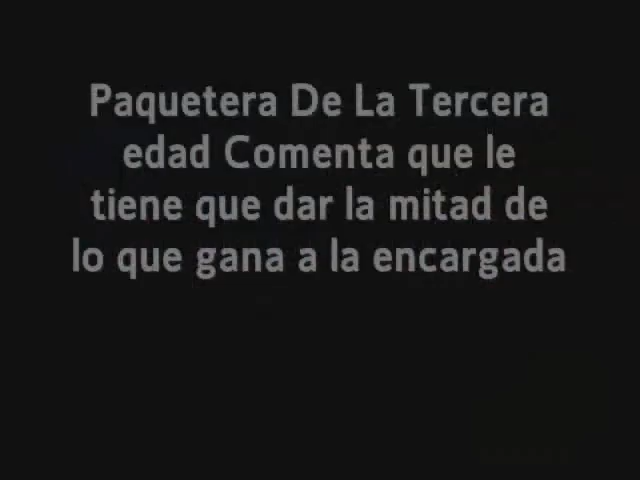 Paquetera De La Tercera
edad Comenta que le
tiene que dar la mitad de
lo que gana a la encargada